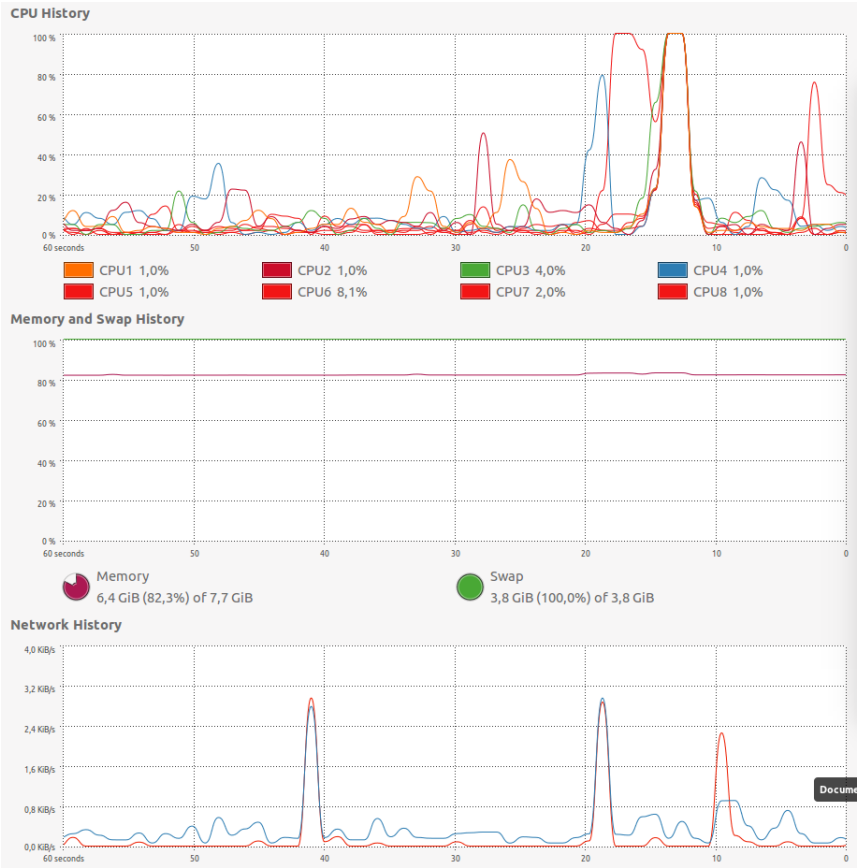 CPU History
100 %
80 %
60 %
40 %
20 %
0 %
60 seconds 50 40 30 20 10 0
CPU1 1,0% CPU2 1,0% CPU3 4,0% CPU4 1,0%
CPU5 1,0% CPU6 8,1% CPU7 2,0% CPU8 1,0%
Memory and Swap History
100 %
80 %
60 %
40 %
20 %
0 %
60 seconds 50 40 30 20 10 0
Memory Swap
6,4 GiB (82,3%) of 7,7 GiB 3,8 GiB (100,0%) of 3,8 GiB
Network History
4,0 KiB/s
3,2 KiB/s
2,4 KiB/s
1,6 KiB/s
Docume
0,8 KiB/s
0,0 KiB/s
60 seconds 50 40 30 20 10 0